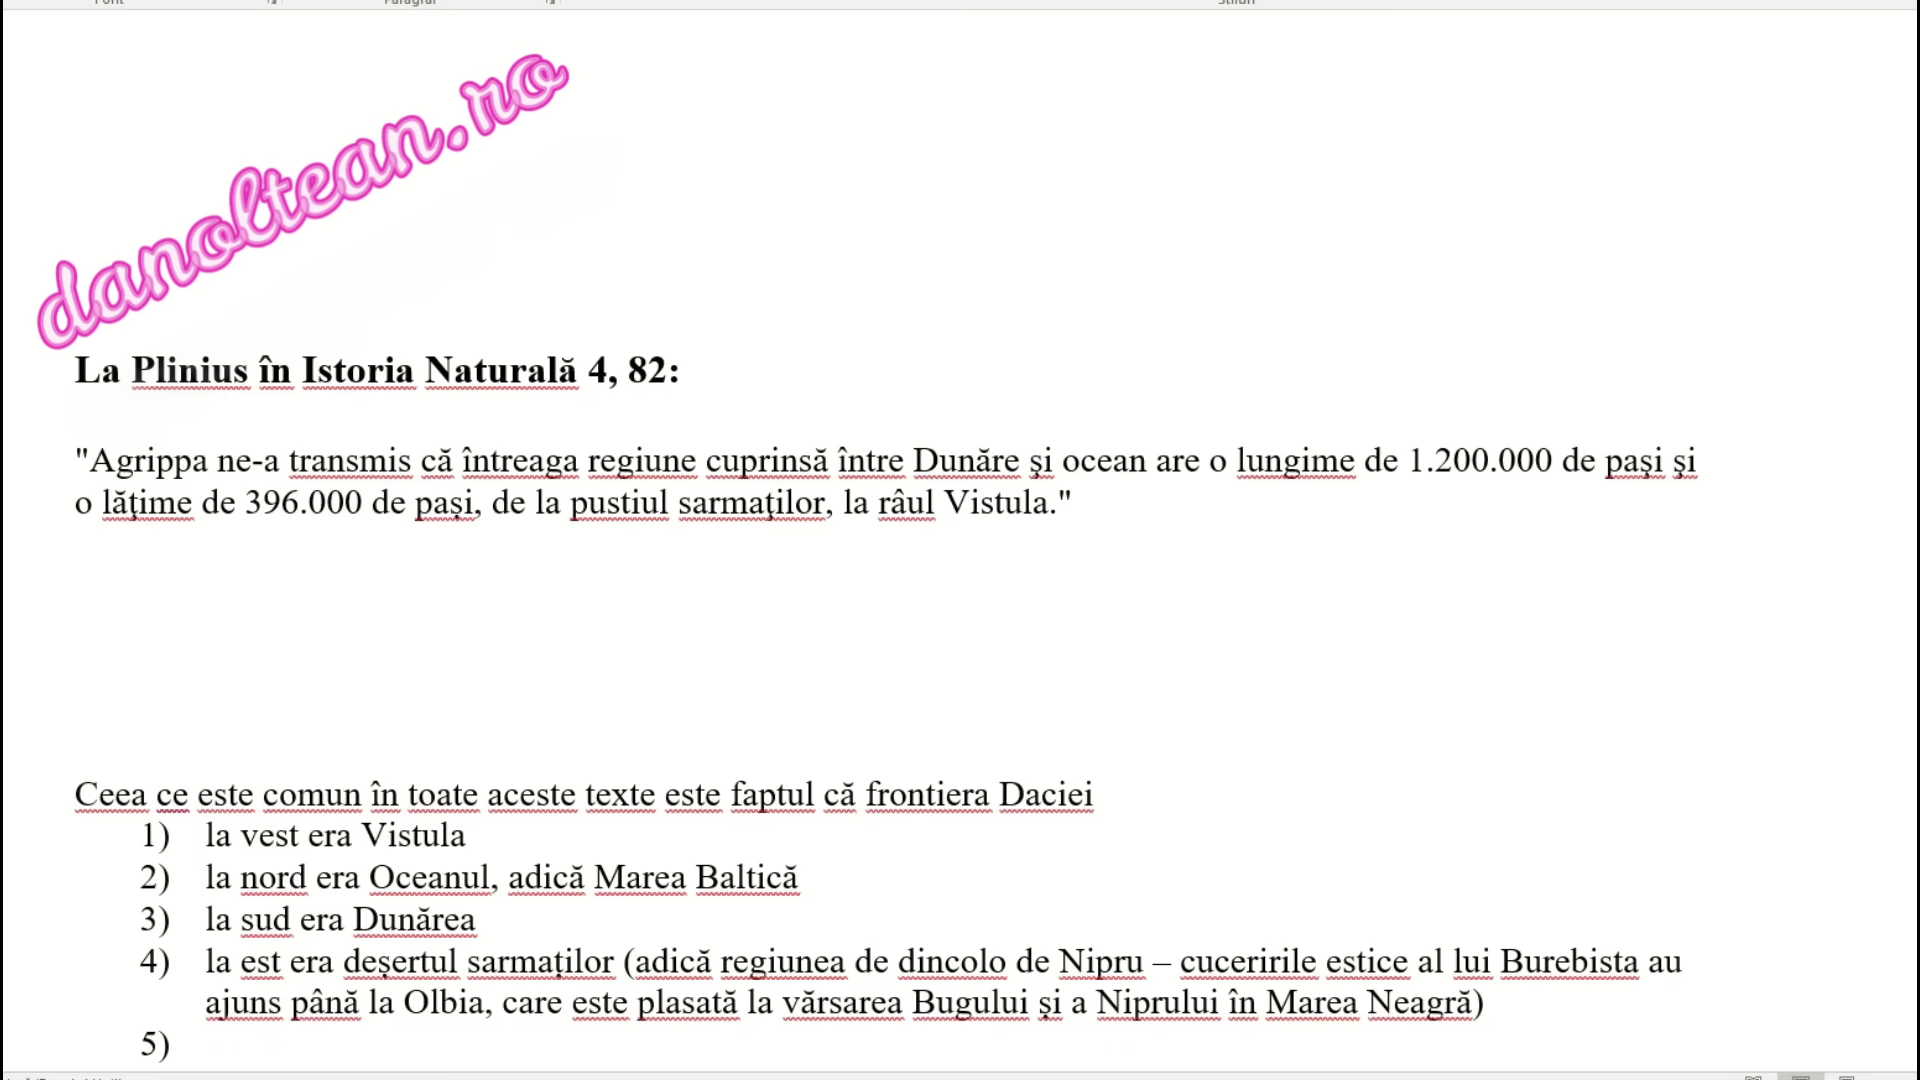 danoltean.ro
La Plinius în Istoria Naturală 4, 82:
"Agrippa ne-a transmis că întreaga regiune cuprinsă între Dunăre şi ocean are o lungime de 1.200.000 de paşi şi
o lăţime de 396.000 de paşi, de la pustiul sarmaţilor, la râul Vistula."
Ceea ce este comun în toate aceste texte este faptul că frontiera Daciei
1) la vest era Vistula
2) la nord era Oceanul, adică Marea Baltică
3) la sud era Dunărea
4) la est era deșertul sarmaților (adică regiunea de dincolo de Nipru – cuceririle estice al lui Burebista au
ajuns până la Olbia, care este plasată la vărsarea Bugului și a Niprului în Marea Neagră)
5)